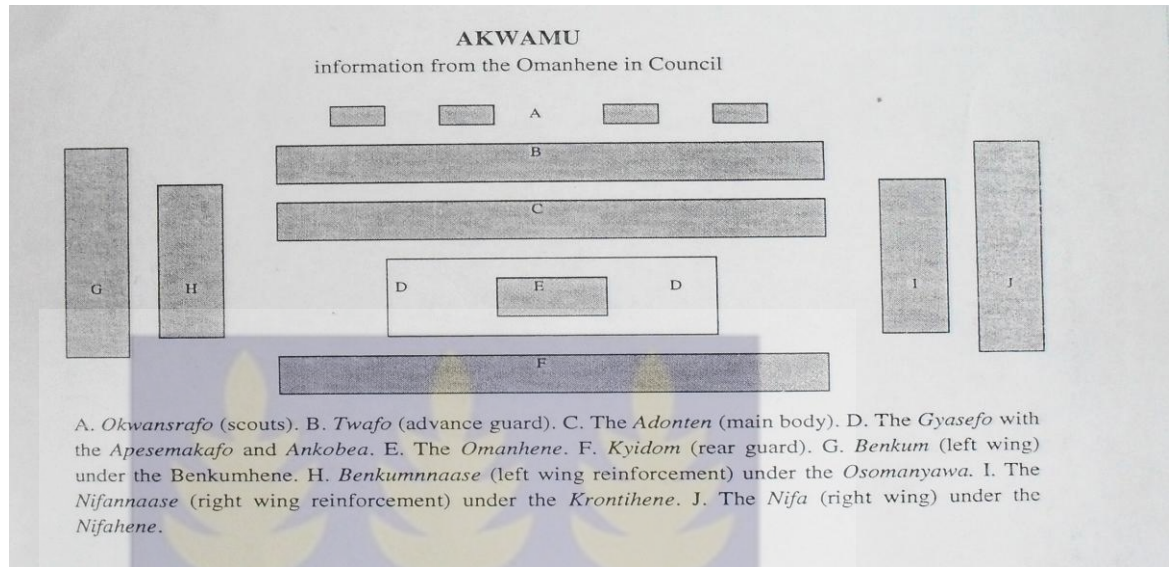 AKWAMU
information from the Omanhene in Council
A
B
C
G H D E D I J
F
A. Okwansrafo (scouts). B. Twafo (advance guard). C. The Adonten (main body). D. The Gyasefo with
the Apesemakafo and Ankobea. E. The Omanhene. F. Kyidom (rear guard). G. Benkum (left wing)
under the Benkumhene. H. Benkumnnaase (left wing reinforcement) under the Osomanyawa. I. The
Nifannaase (right wing reinforcement) under the Krontihene. J. The Nifa (right wing) under the
Nifahene.